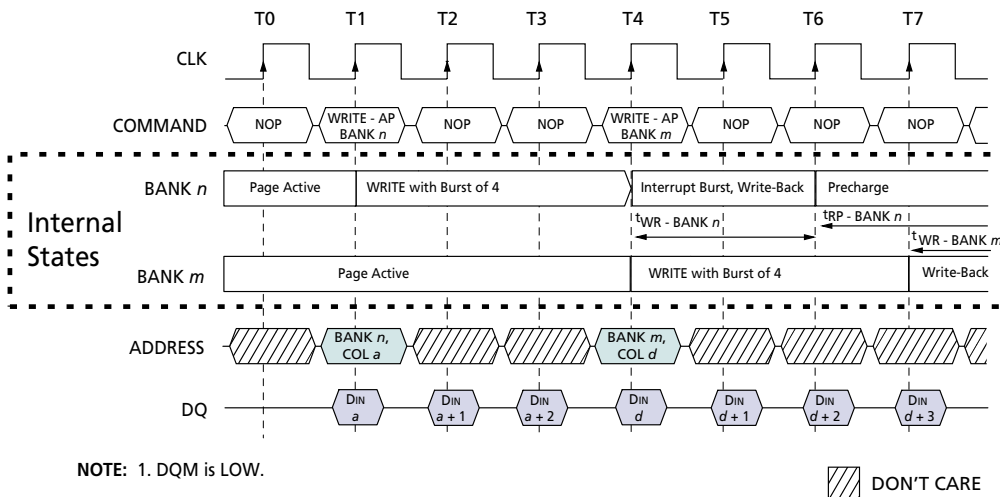 T0 T1 T2 T3 T4 T5 T6 T7
CLK
COMMAND NOP WRITE - AP BANK n NOP NOP WRITE - AP BANK m NOP NOP NOP
BANK n Page Active WRITE with Burst of 4 Interrupt Burst, Write-Back Precharge
Internal States
tWR - BANK n tRP - BANK n
tWR - BANK m
BANK m Page Active WRITE with Burst of 4 Write-Back
ADDRESS BANK n, COL a BANK m, COL d
DQ DIN a DIN a + 1 DIN a + 2 DIN d DIN d + 1 DIN d + 2 DIN d + 3
NOTE: 1. DQM is LOW.
DON'T CARE